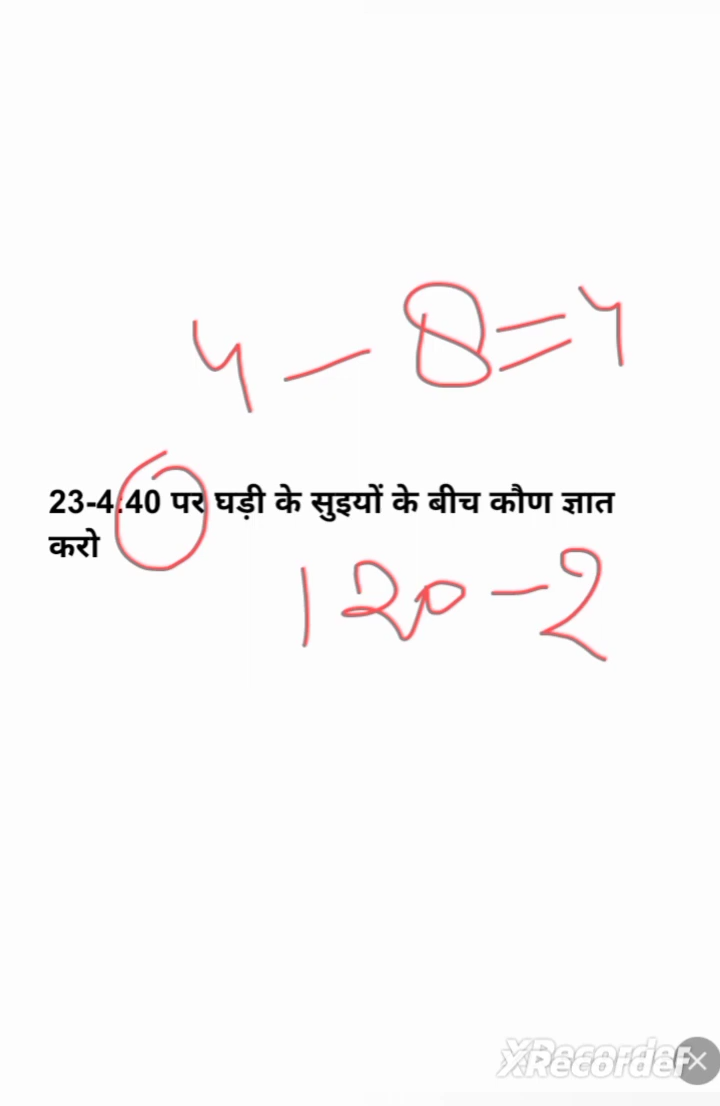 4 - 8 = 4
23-4:40 पर घड़ी के सुइयों के बीच कौण ज्ञात
करो
120 - 2
XRecorder